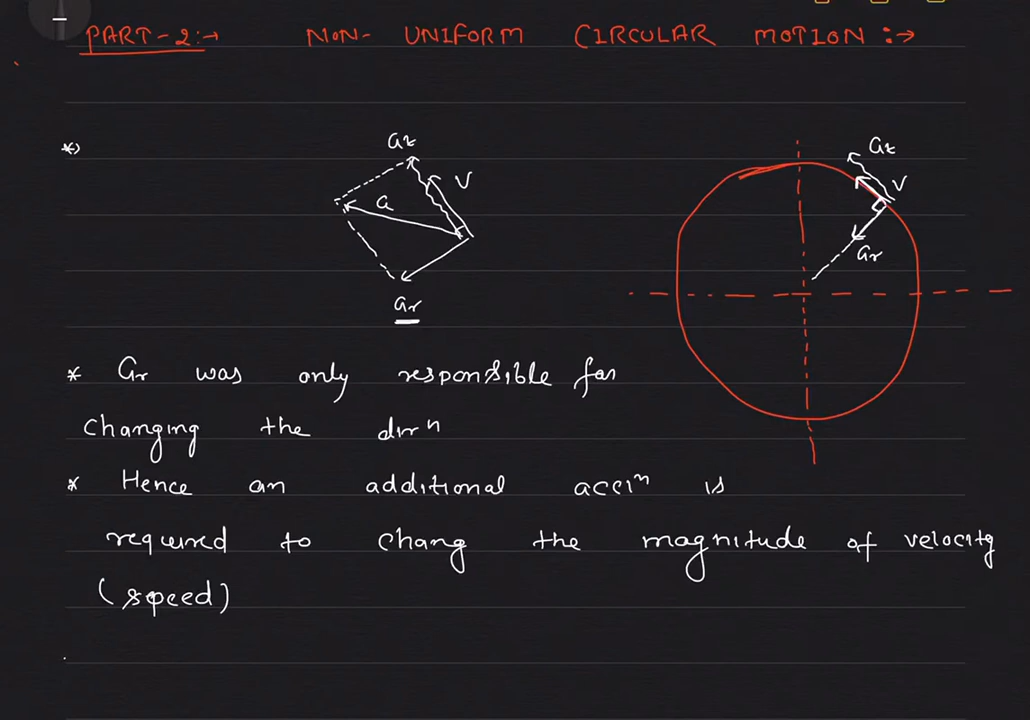 PART-2:→ NON- UNIFORM CIRCULAR MOTION :→
*)
at
v
a
ar
at
v
ar
* ar was only responsible for
changing the dirⁿ
* Hence an additional acclⁿ is
required to chang the magnitude of velocity
(speed)